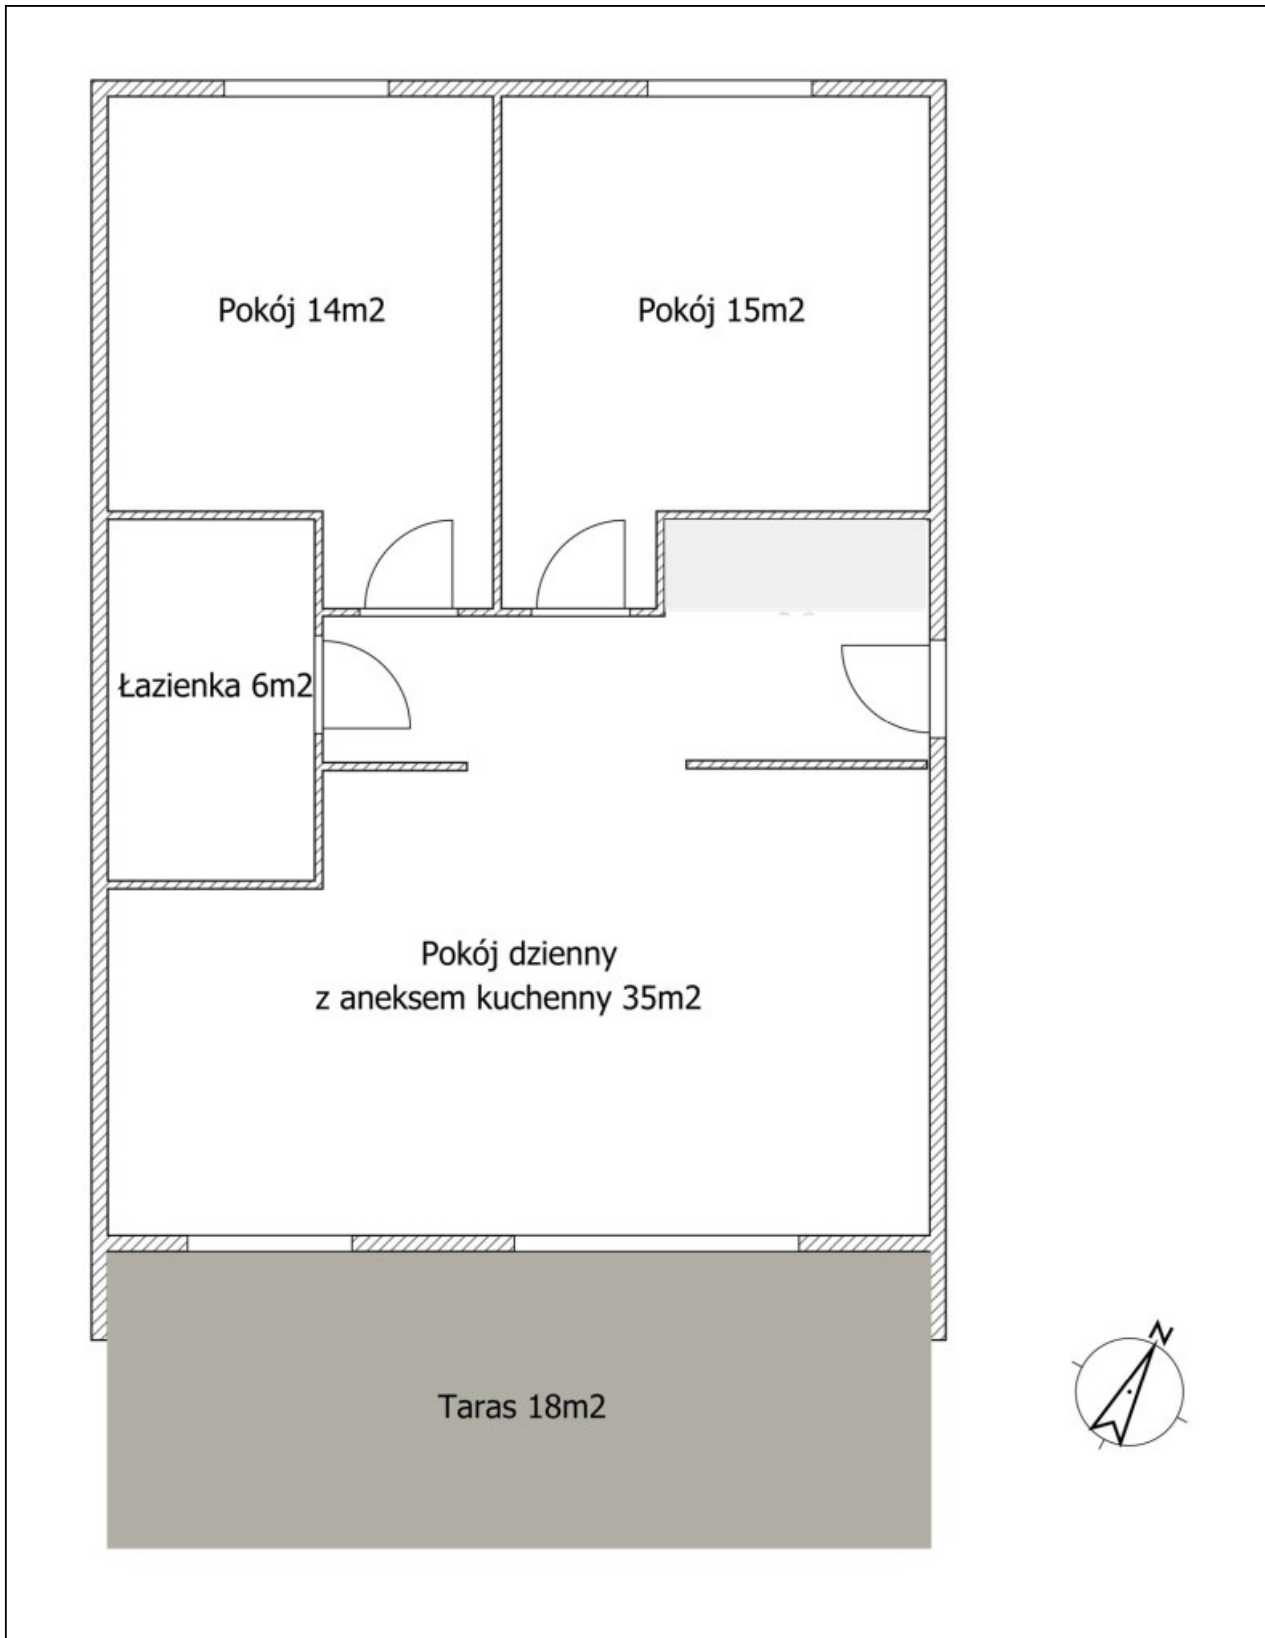 Pokój 14m2
Pokój 15m2
Łazienka 6m2
Pokój dzienny
z aneksem kuchenny 35m2
Taras 18m2
N